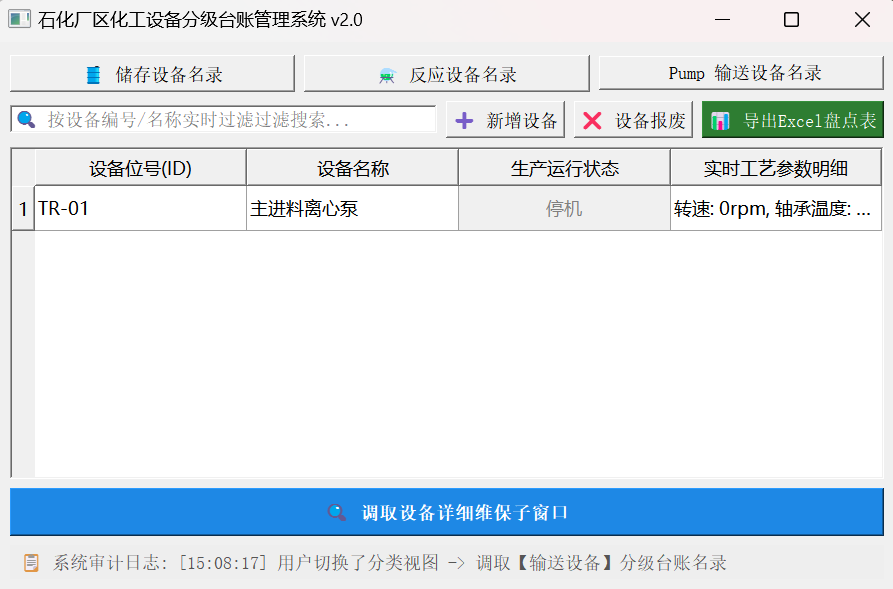 石化厂区化工设备分级台账管理系统 v2.0
储存设备名录 反应设备名录 Pump 输送设备名录
按设备编号/名称实时过滤过滤搜索... 新增设备 设备报废 导出Excel盘点表
设备位号(ID) 设备名称 生产运行状态 实时工艺参数明细
1 TR-01 主进料离心泵 停机 转速: 0rpm, 轴承温度: ...
调取设备详细维保子窗口
系统审计日志: [15:08:17] 用户切换了分类视图 -> 调取【输送设备】分级台账名录